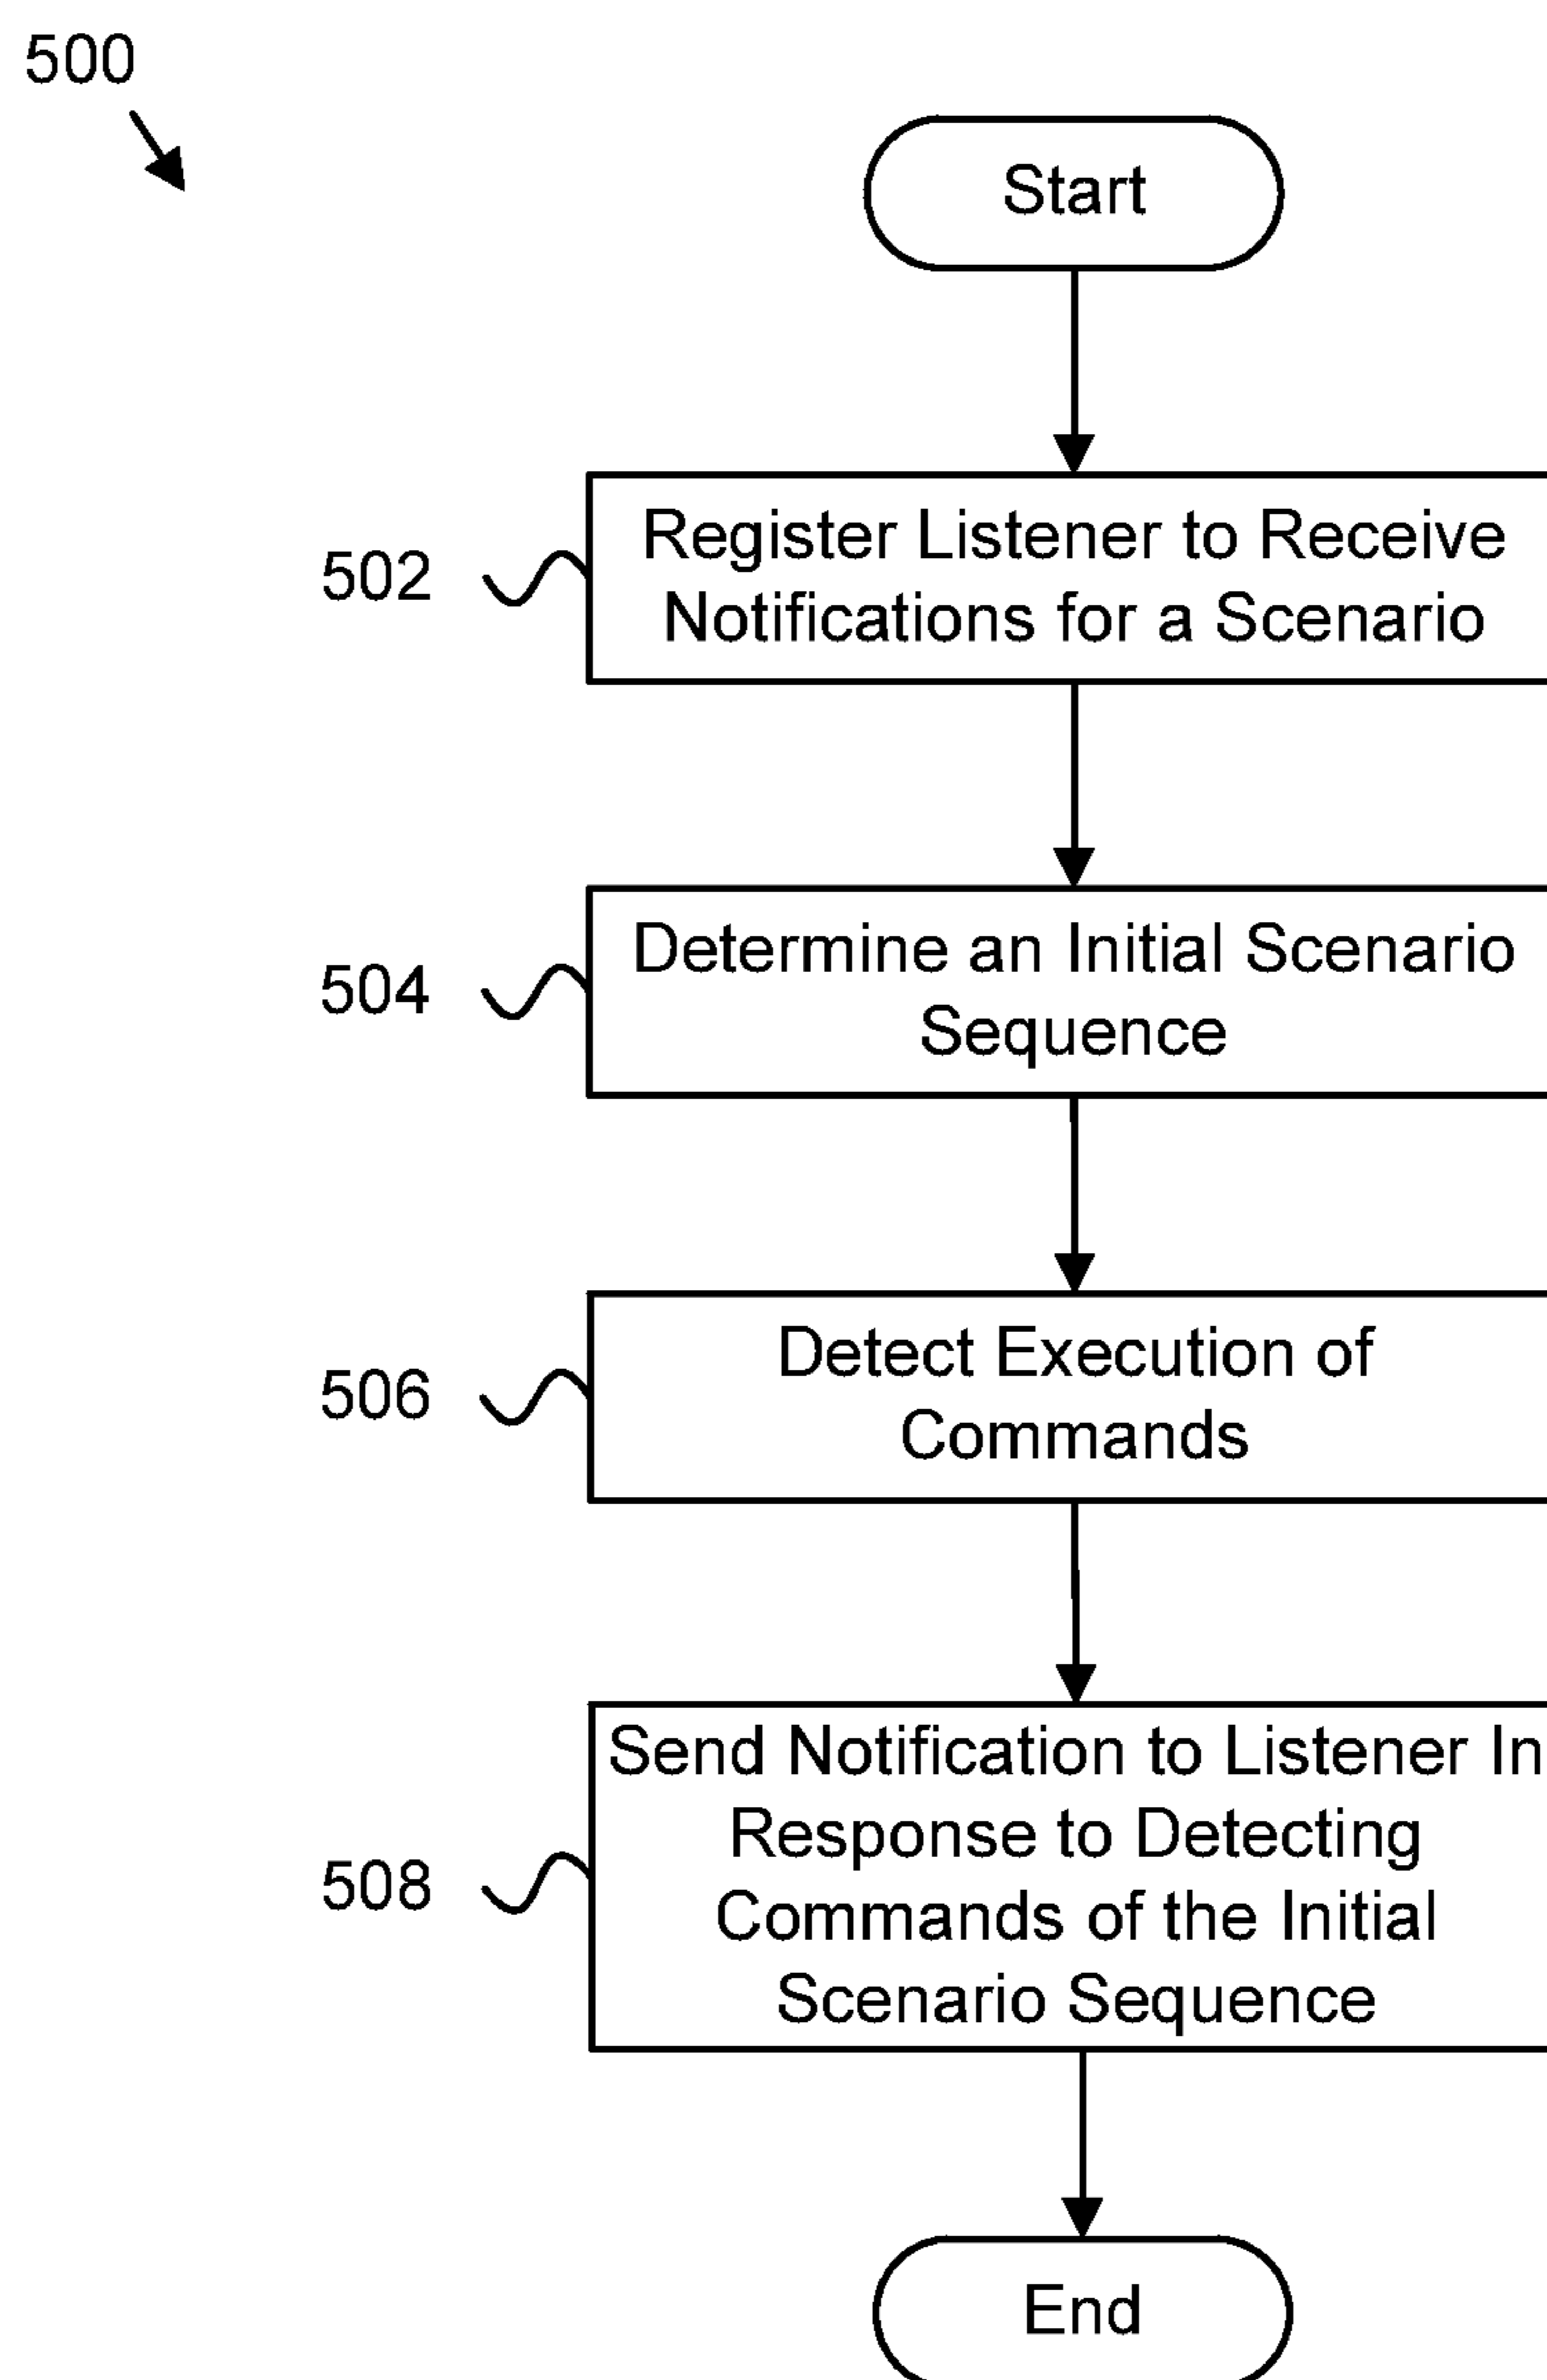 500
Start
502
Register Listener to Receive
Notifications for a Scenario
504
Determine an Initial Scenario
Sequence
506
Detect Execution of
Commands
508
Send Notification to Listener In
Response to Detecting
Commands of the Initial
Scenario Sequence
End